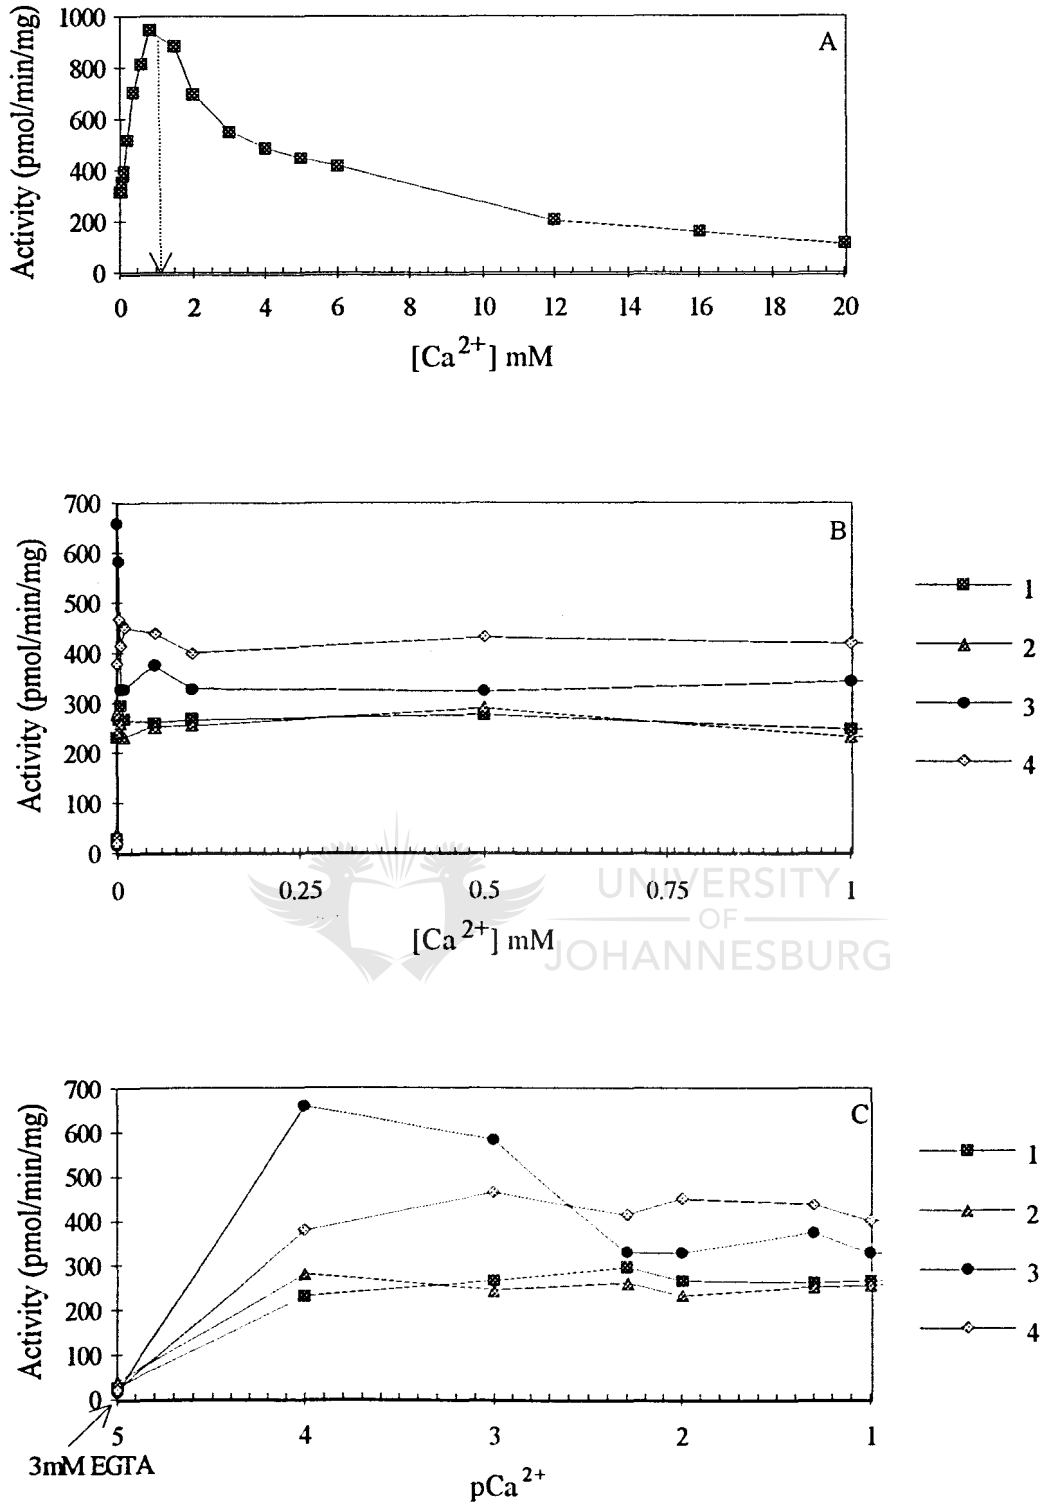 A
Activity (pmol/min/mg)
1000
800
600
400
200
0
0 2 4 6 8 10 12 14 16 18 20
[Ca²⁺] mM
B
Activity (pmol/min/mg)
700
600
500
400
300
200
100
0
0 0.25 0.5 0.75 1
[Ca²⁺] mM
1
2
3
4
UNIVERSITY
OF
JOHANNESBURG
C
Activity (pmol/min/mg)
700
600
500
400
300
200
100
0
5 4 3 2 1
3mM EGTA
pCa²⁺
1
2
3
4